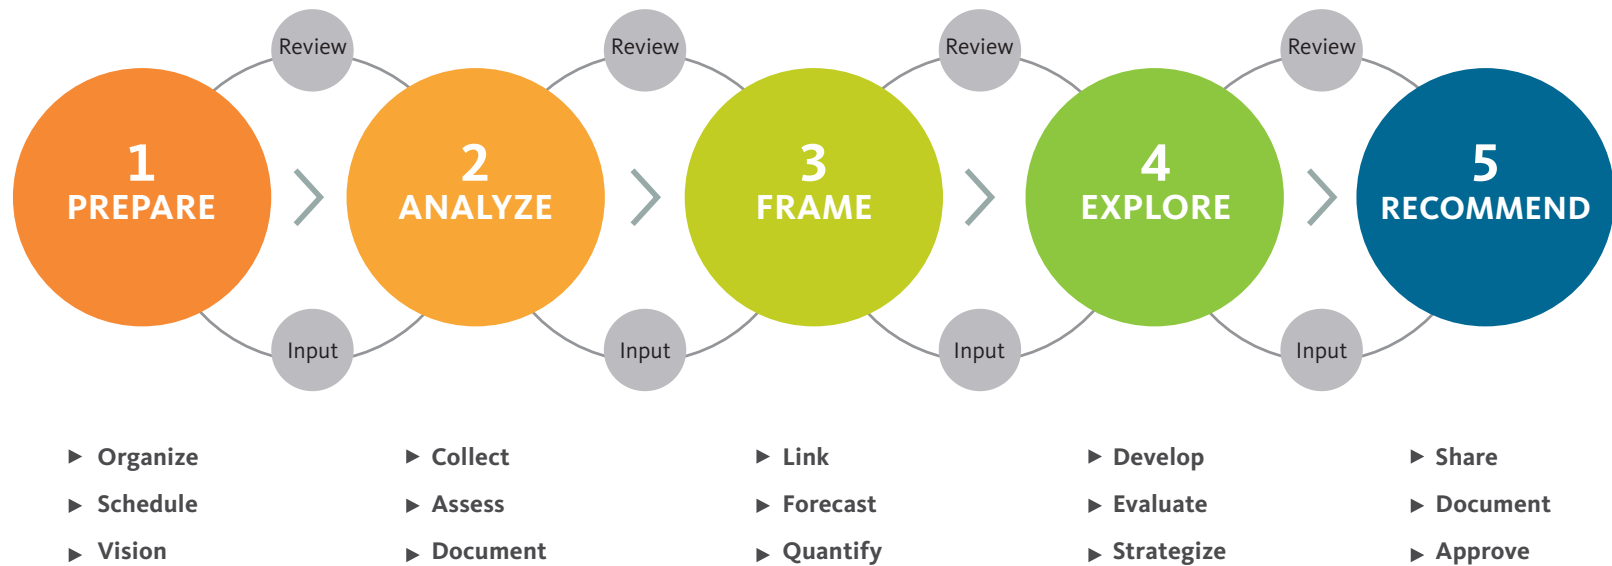 Review
Review
Review
Review
1
PREPARE
2
ANALYZE
3
FRAME
4
EXPLORE
5
RECOMMEND
Input
Input
Input
Input
► Organize
► Schedule
► Vision
► Collect
► Assess
► Document
► Link
► Forecast
► Quantify
► Develop
► Evaluate
► Strategize
► Share
► Document
► Approve